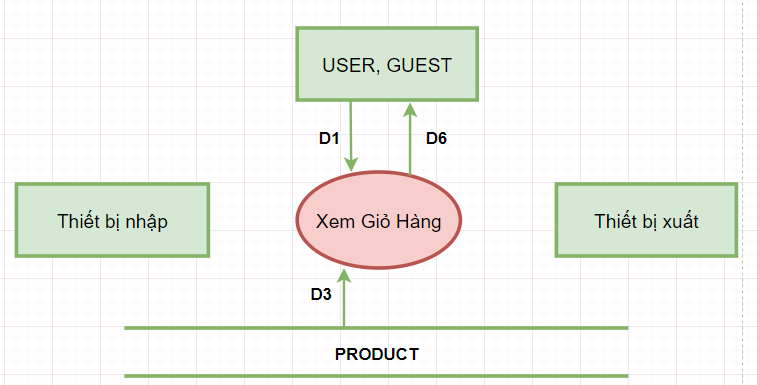 USER, GUEST
D1
D6
Thiết bị nhập
Xem Giỏ Hàng
Thiết bị xuất
D3
PRODUCT